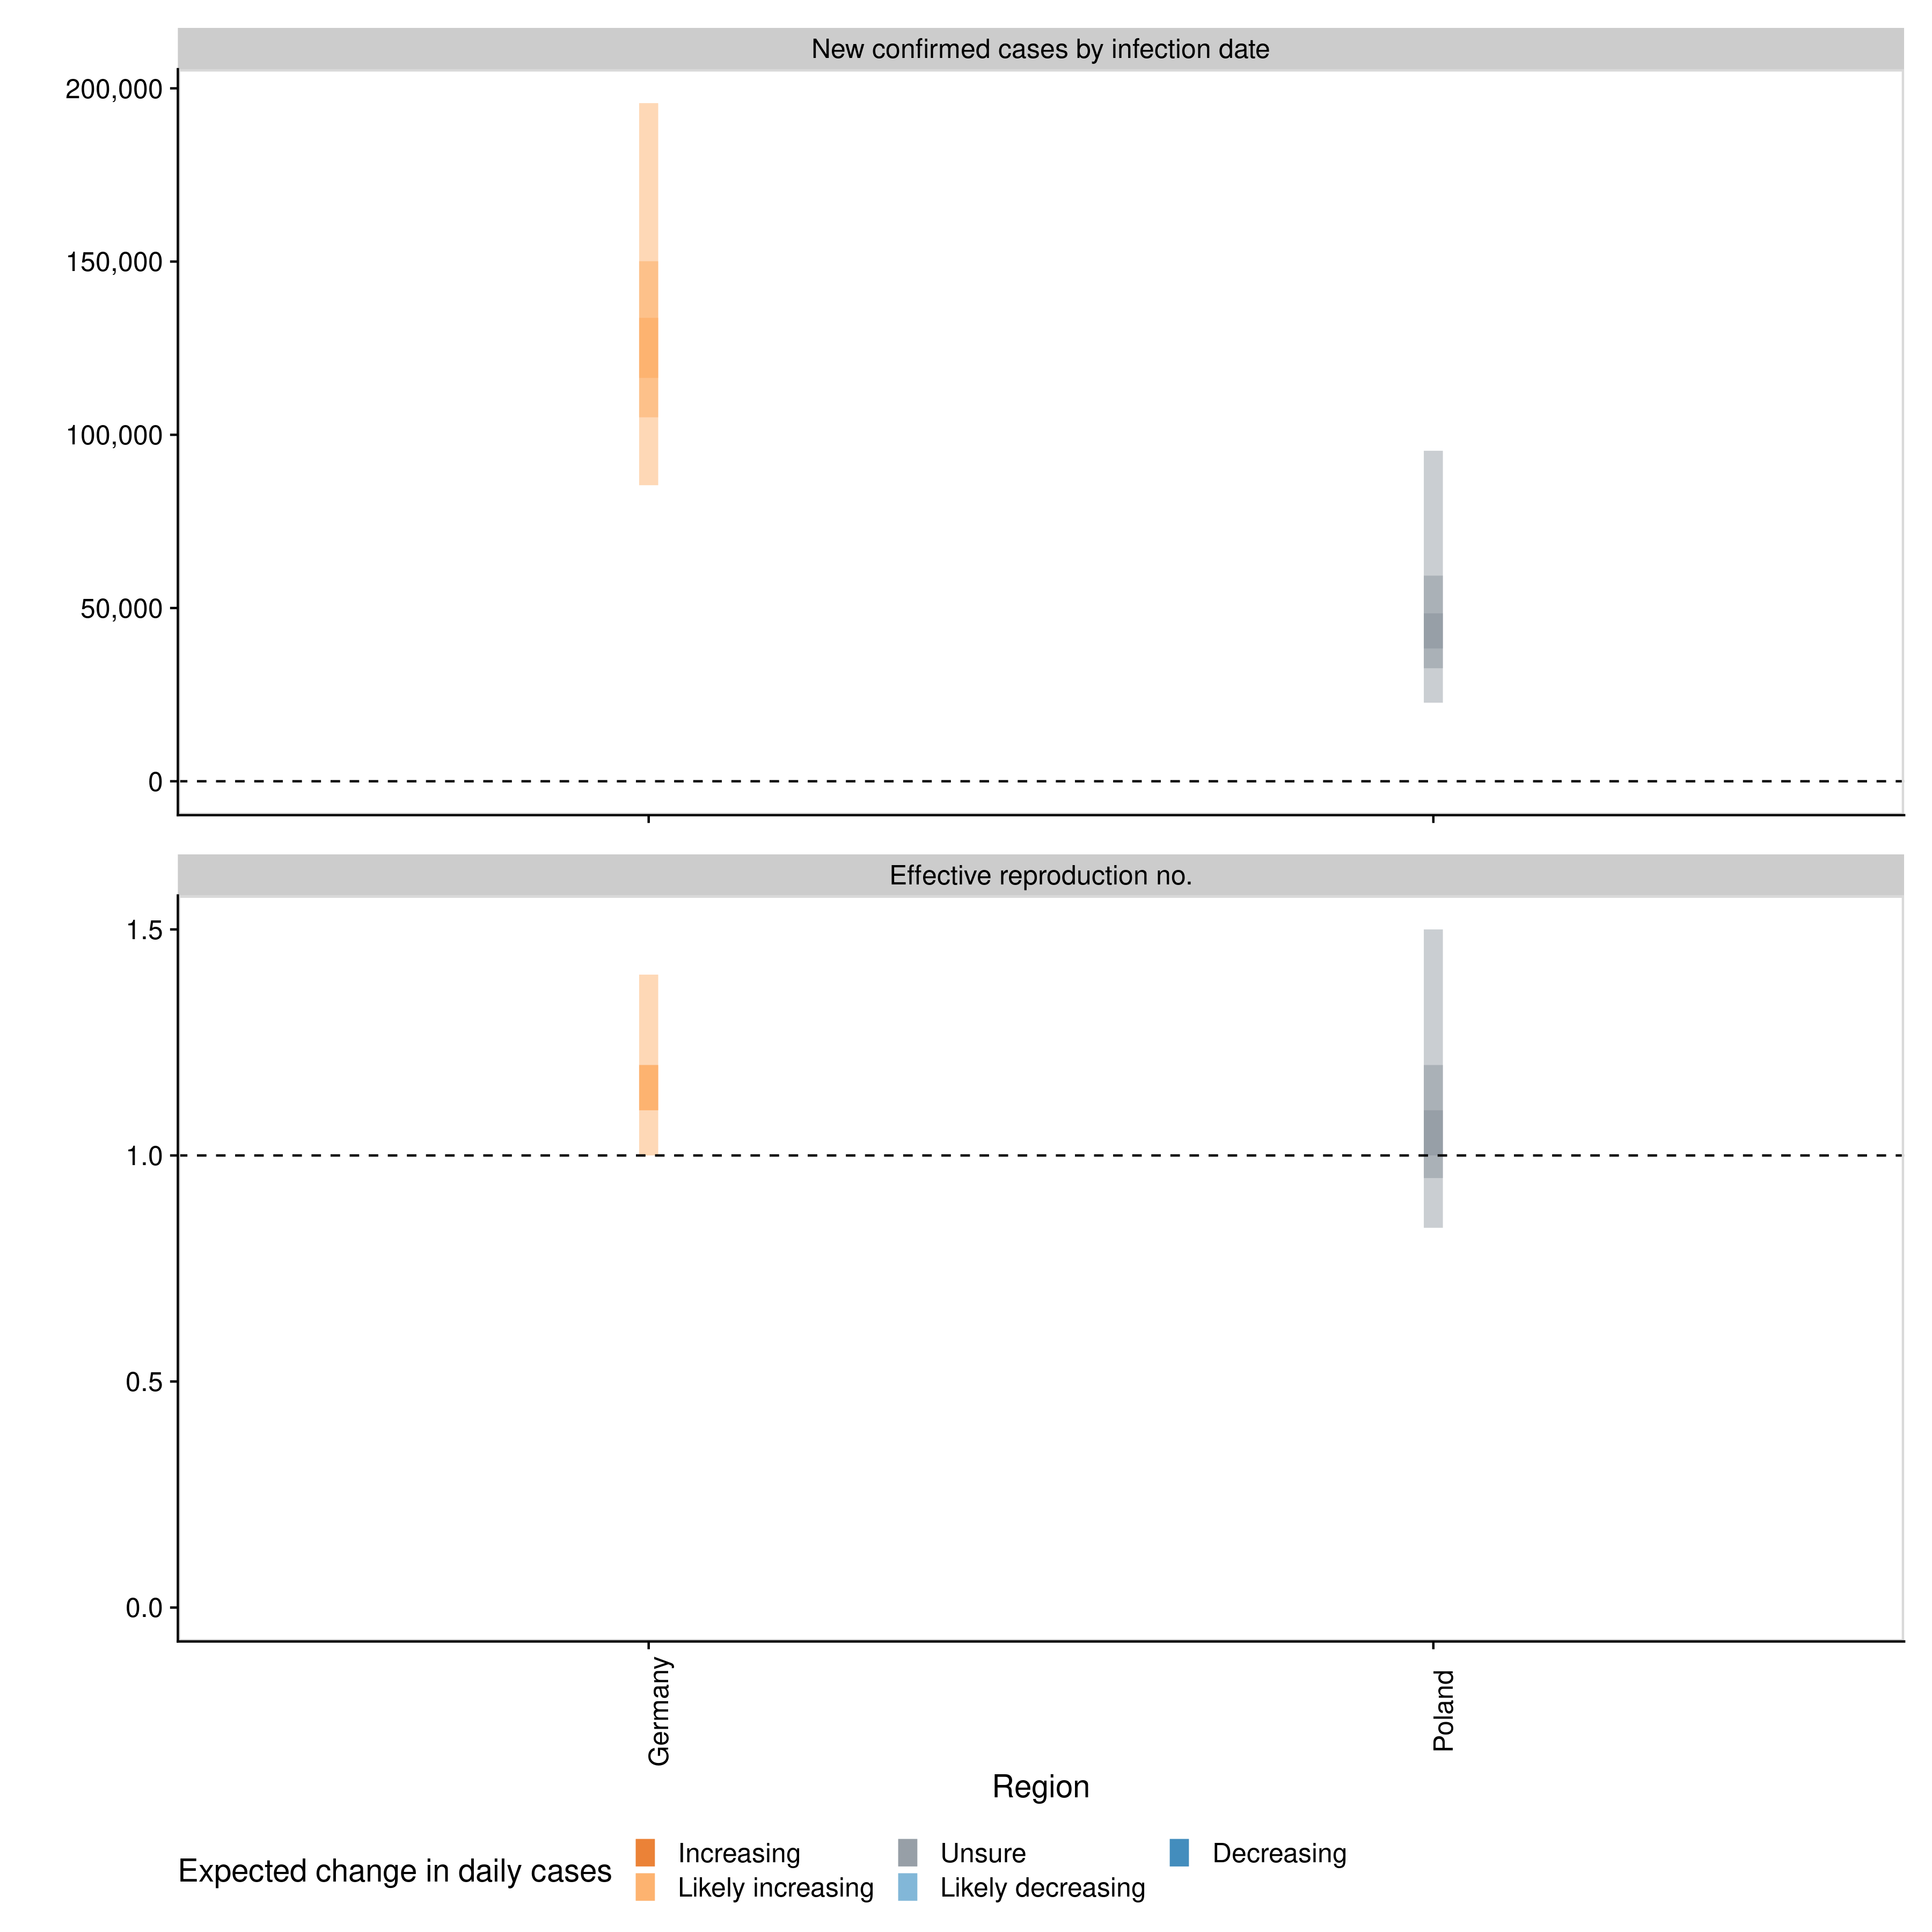 New confirmed cases by infection date
200,000
150,000
100,000
50,000
0
Effective reproduction no.
1.5
1.0
0.5
0.0
Germany
Poland
Region
Expected change in daily cases
Increasing
Unsure
Decreasing
Likely increasing
Likely decreasing